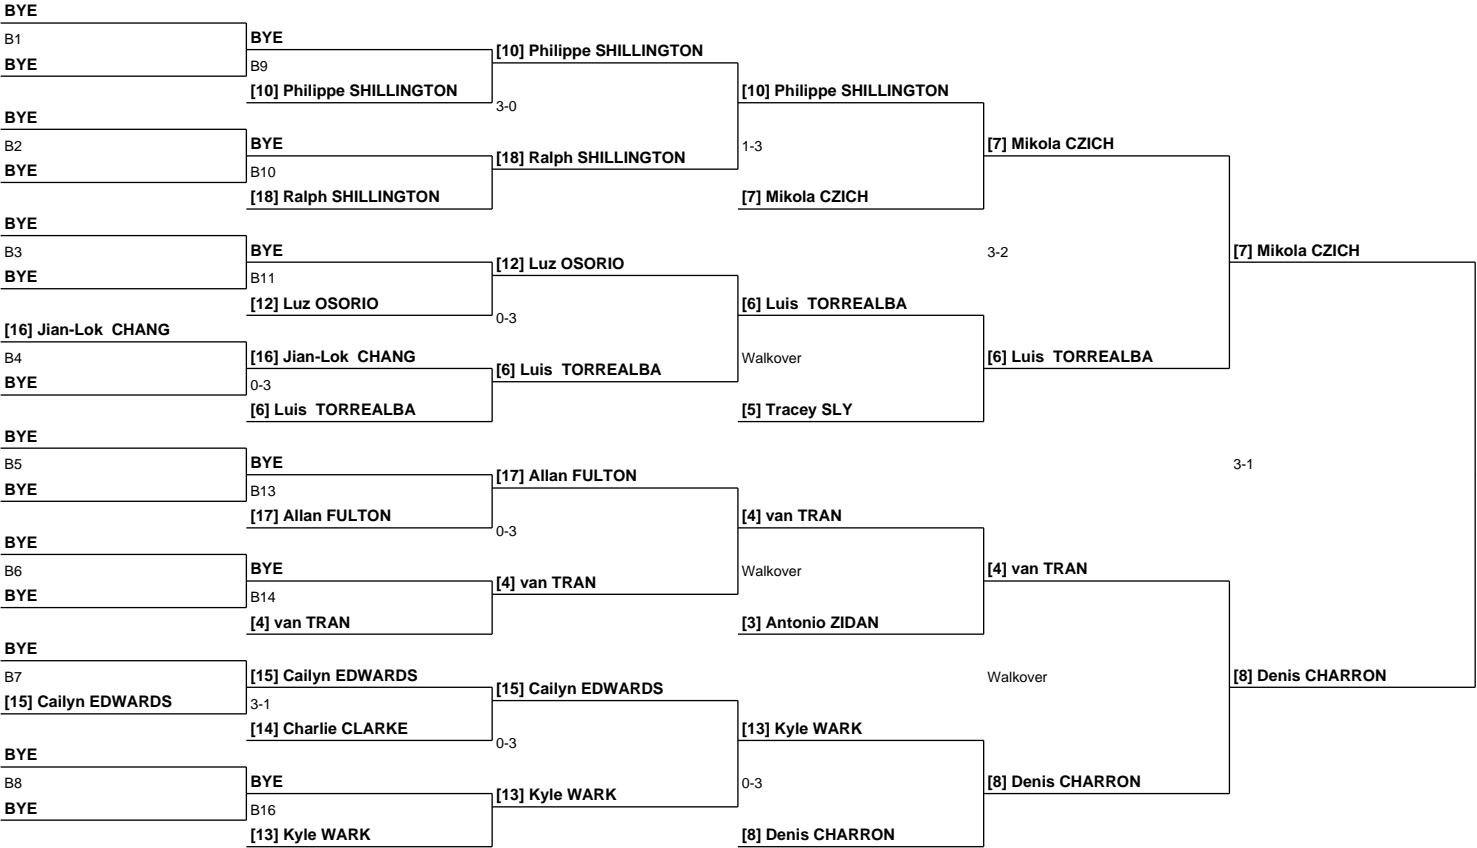 BYE
B1
BYE
BYE
B2
BYE
BYE
B3
BYE
[16] Jian-Lok  CHANG
B4
BYE
BYE
B5
BYE
BYE
B6
BYE
BYE
B7
[15] Cailyn EDWARDS
BYE
B8
BYE
BYE
B9
[10] Philippe SHILLINGTON
BYE
B10
[18] Ralph SHILLINGTON
BYE
B11
[12] Luz OSORIO
[16] Jian-Lok  CHANG
0-3
[6] Luis  TORREALBA
BYE
B13
[17] Allan FULTON
BYE
B14
[4] van TRAN
[15] Cailyn EDWARDS
3-1
[14] Charlie CLARKE
BYE
B16
[13] Kyle WARK
[10] Philippe SHILLINGTON
3-0
[18] Ralph SHILLINGTON
[12] Luz OSORIO
0-3
[6] Luis  TORREALBA
[17] Allan FULTON
0-3
[4] van TRAN
[15] Cailyn EDWARDS
0-3
[13] Kyle WARK
[10] Philippe SHILLINGTON
1-3
[7] Mikola CZICH
[6] Luis  TORREALBA
Walkover
[5] Tracey SLY
[4] van TRAN
Walkover
[3] Antonio ZIDAN
[13] Kyle WARK
0-3
[8] Denis CHARRON
[7] Mikola CZICH
3-2
[6] Luis  TORREALBA
[4] van TRAN
Walkover
[8] Denis CHARRON
[7] Mikola CZICH
3-1
[8] Denis CHARRON